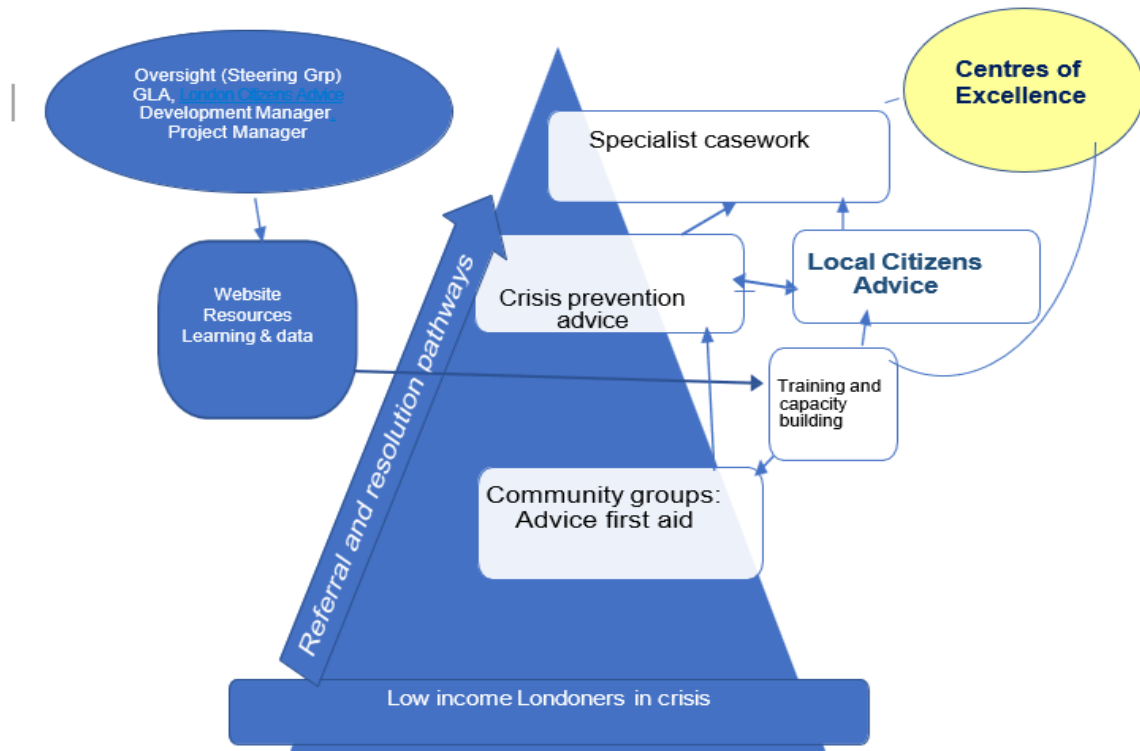 Oversight (Steering Grp)
GLA, London Citizens Advice
Development Manager
Project Manager
Centres of
Excellence
Specialist casework
Website
Resources
Learning & data
Referral and resolution pathways
Crisis prevention
advice
Local Citizens
Advice
Training and
capacity
building
Community groups:
Advice first aid
Low income Londoners in crisis